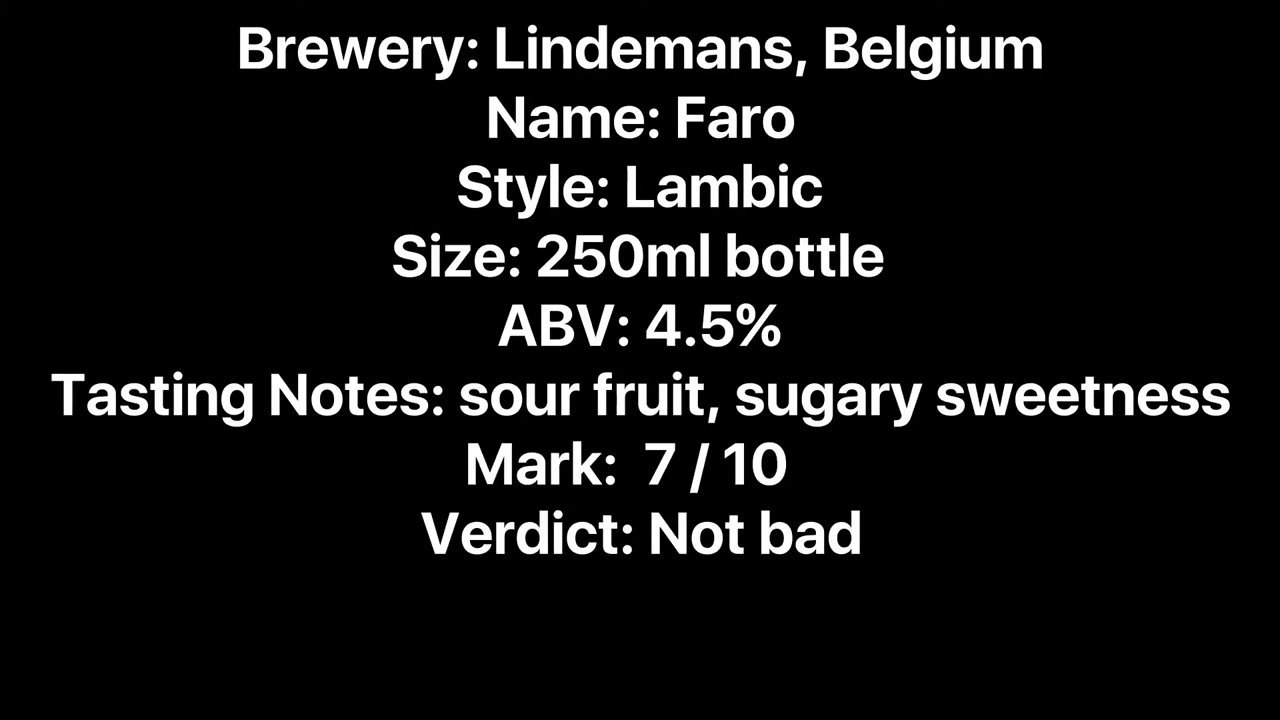 Brewery: Lindemans, Belgium
Name: Faro
Style: Lambic
Size: 250ml bottle
ABV: 4.5%
Tasting Notes: sour fruit, sugary sweetness
Mark:  7 / 10
Verdict: Not bad